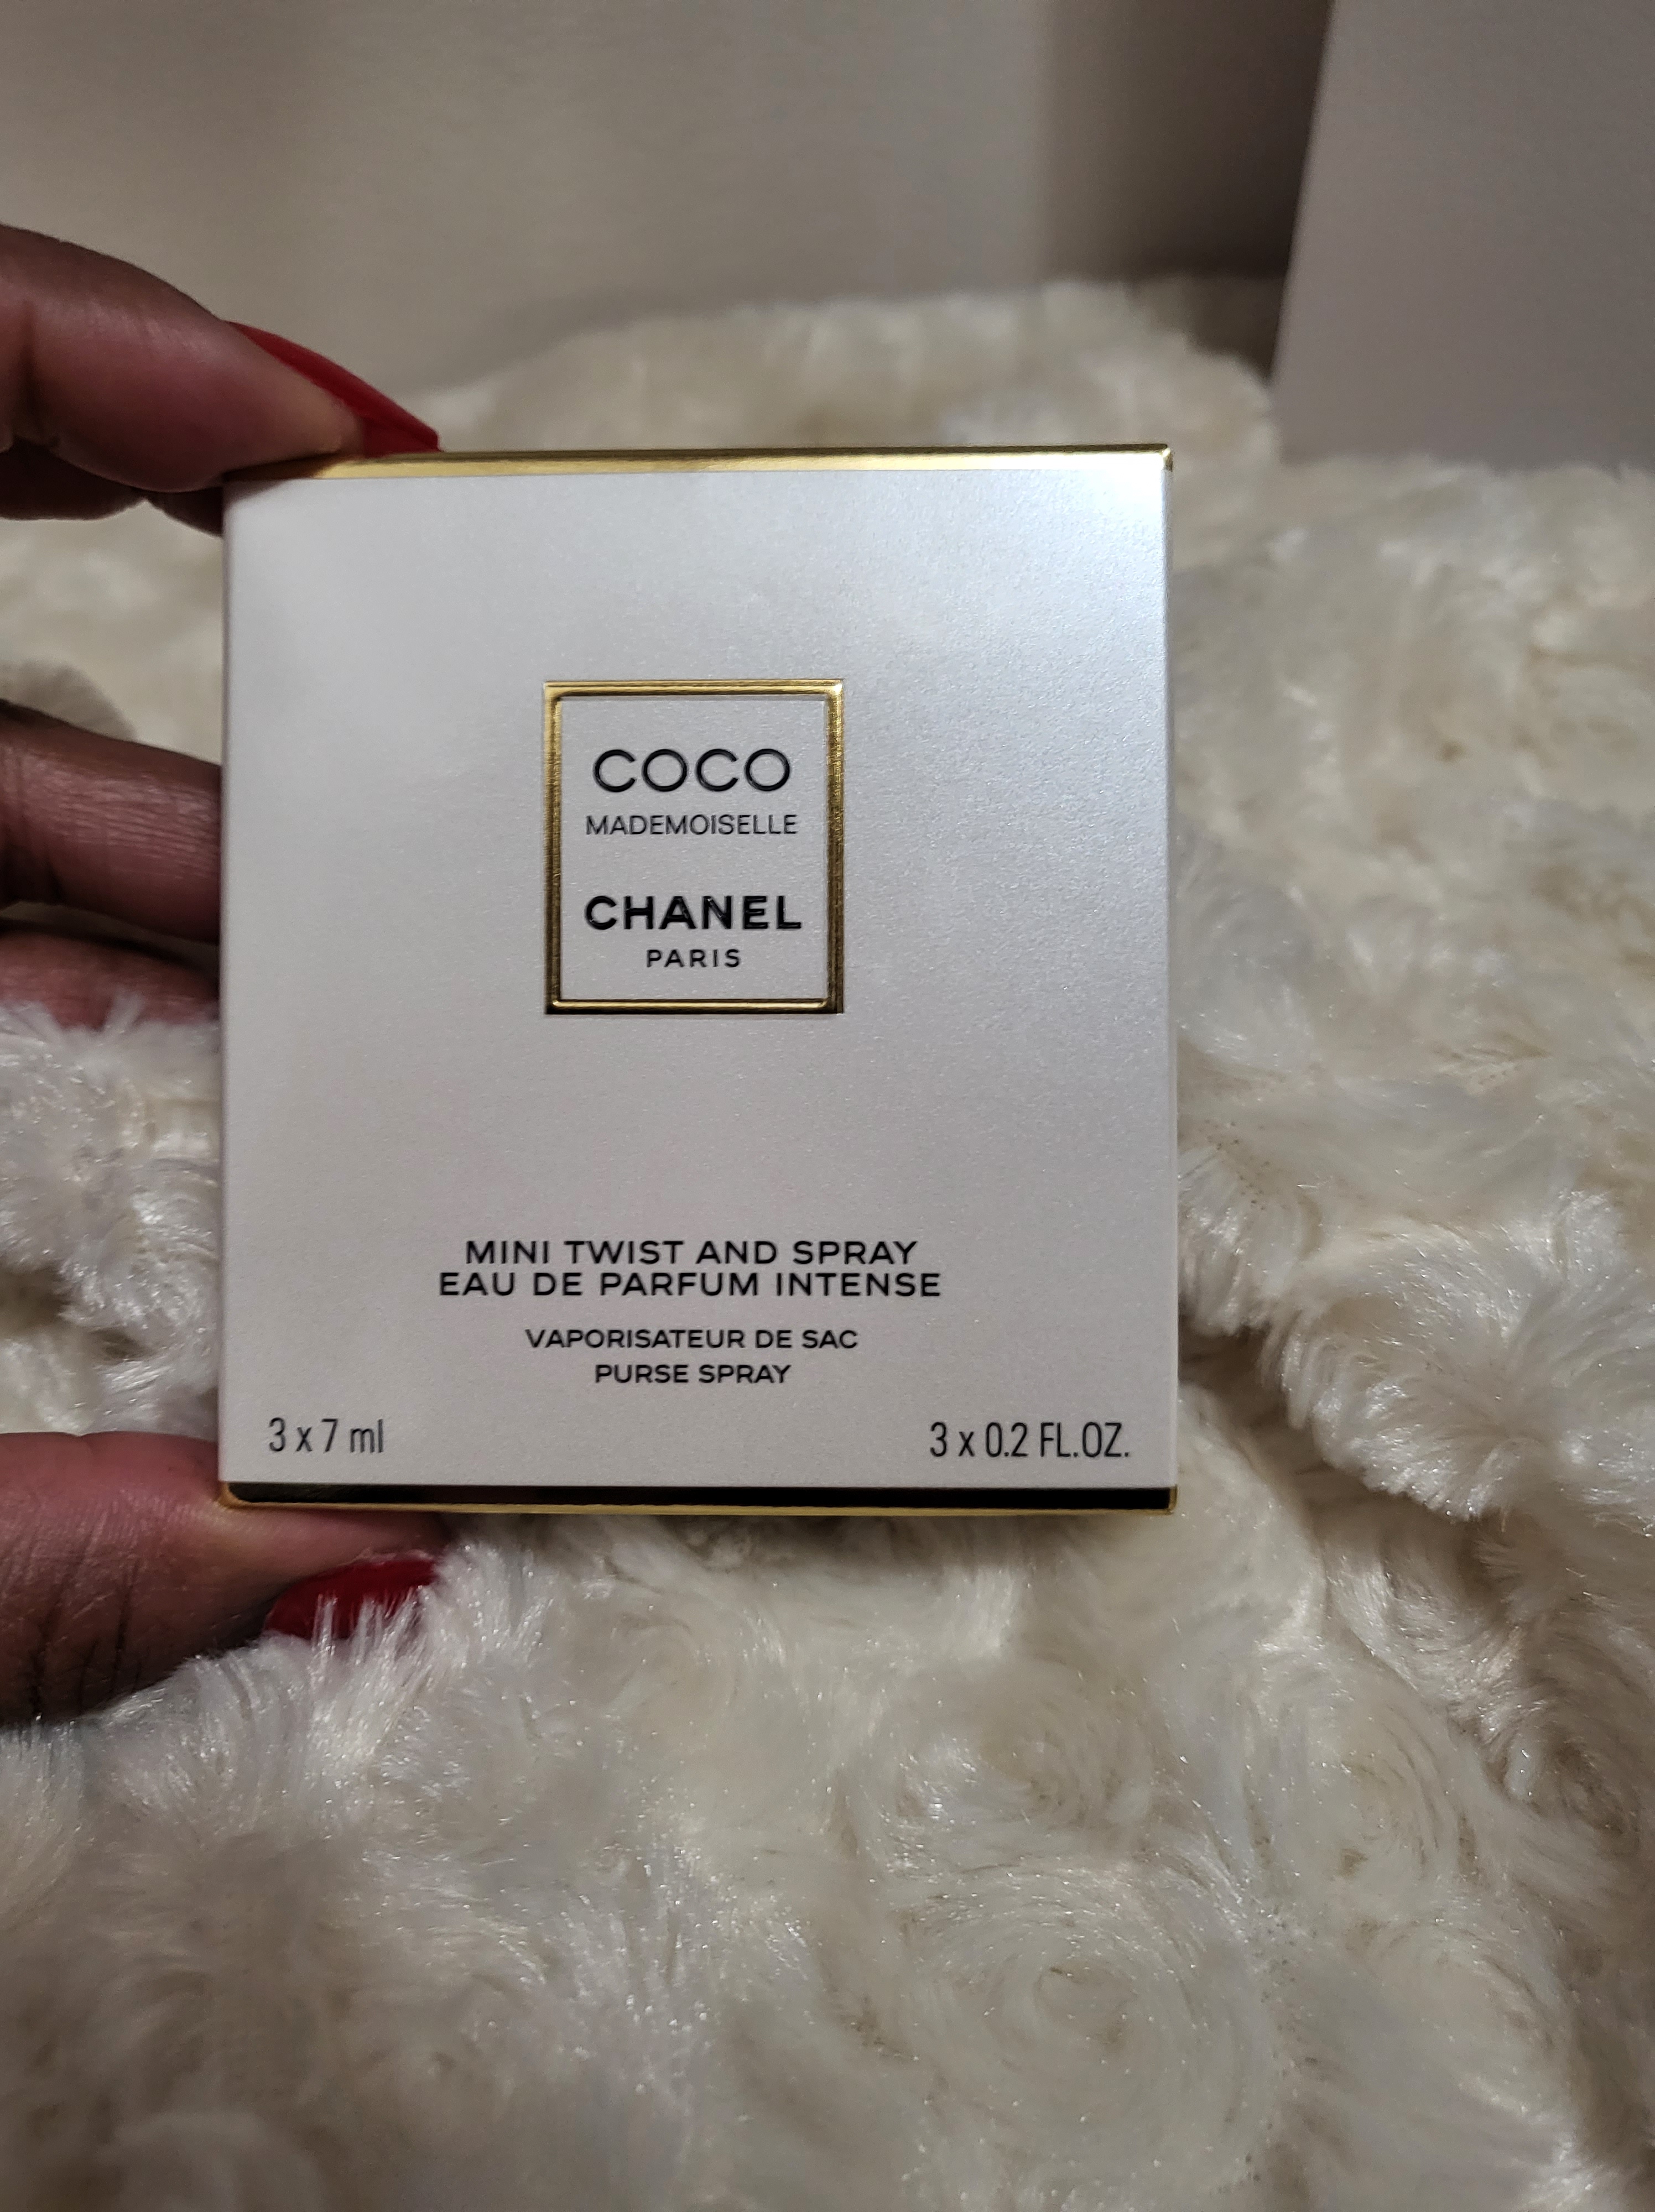 COCO
MADEMOISELLE
CHANEL
PARIS
MINI TWIST AND SPRAY
EAU DE PARFUM INTENSE
VAPORISATEUR DE SAC
PURSE SPRAY
3 x 7 ml
3 x 0.2 FL.OZ.